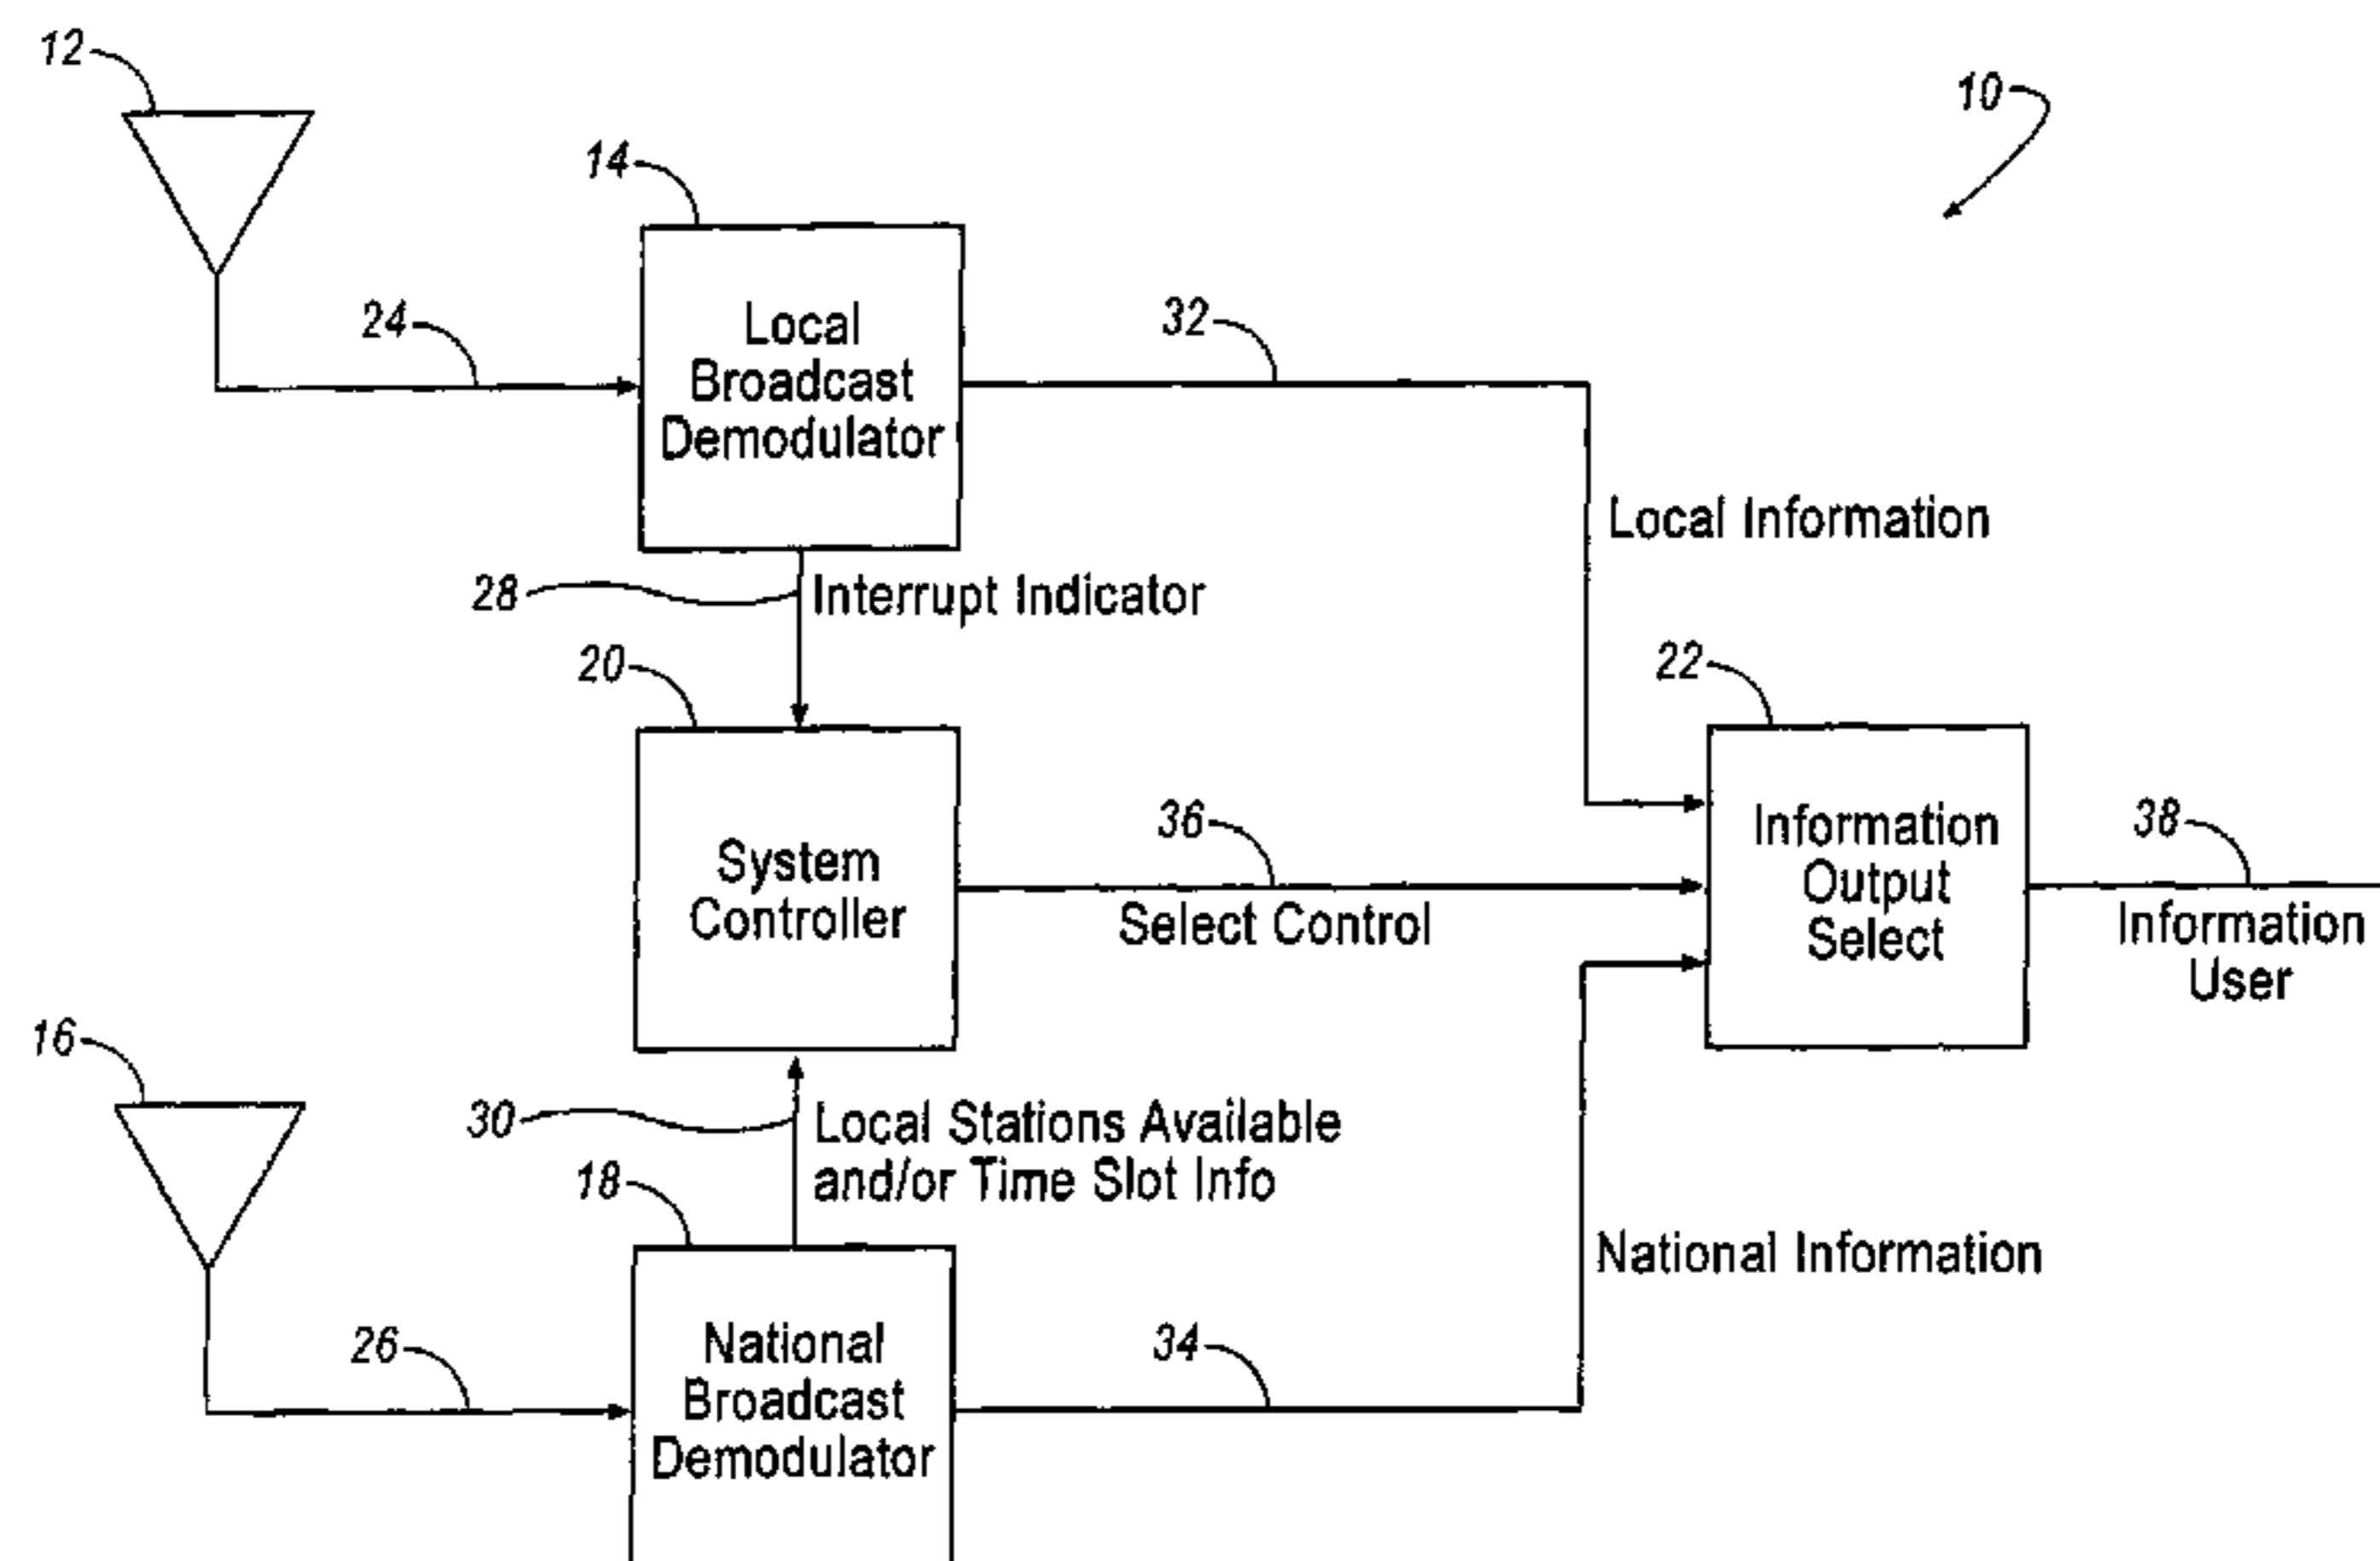 12
10
14
Local
Broadcast
Demodulator
24
32
Local Information
28
Interrupt Indicator
20
22
System
Controller
36
Select Control
Information
Output
Select
38
Information
User
16
30
Local Stations Available
and/or Time Slot Info
18
National Information
National
Broadcast
Demodulator
26
34